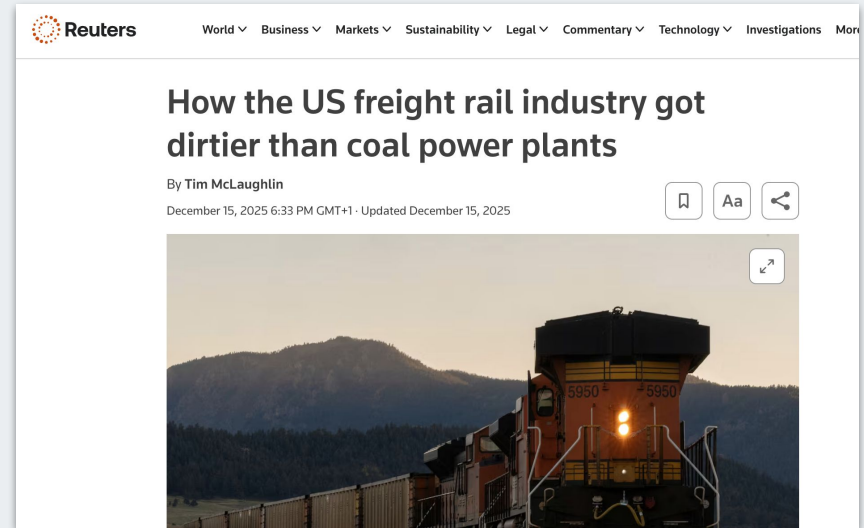 Reuters
World Business Markets Sustainability Legal Commentary Technology Investigations
How the US freight rail industry got
dirtier than coal power plants
By Tim McLaughlin
December 15, 2025 6:33 PM GMT+1 · Updated December 15, 2025
Aa
5950 5950